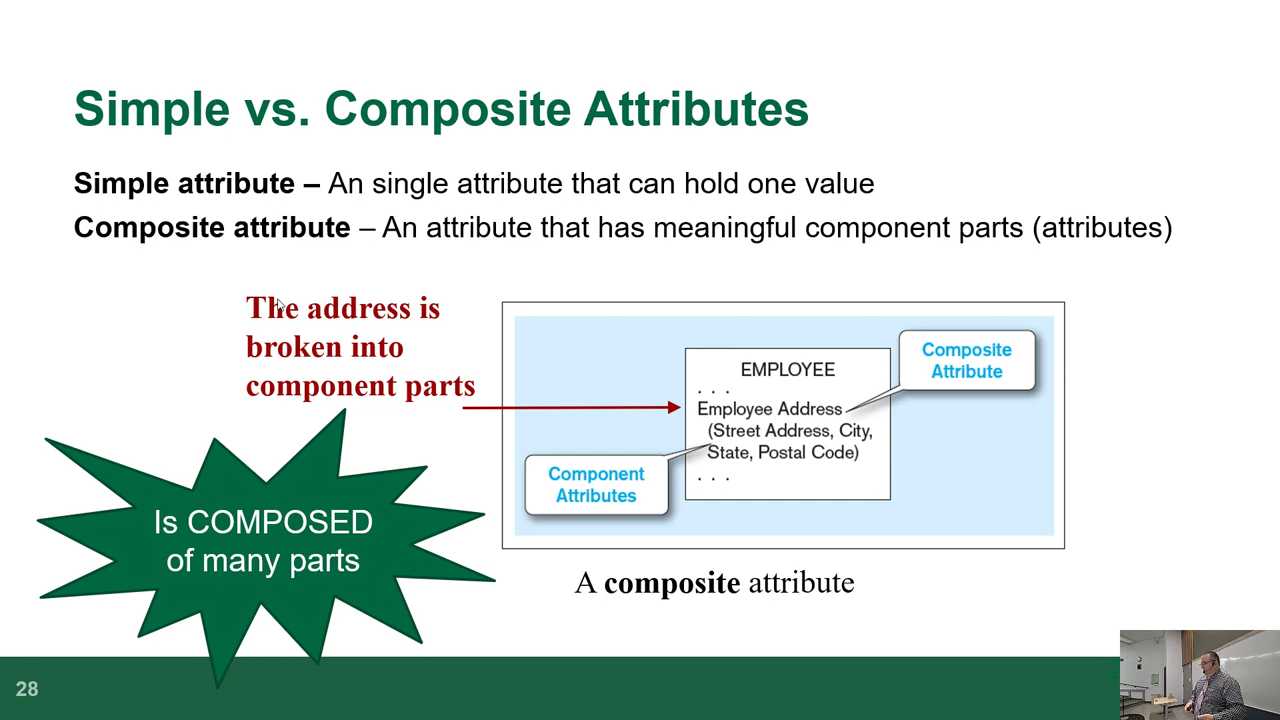 Simple vs. Composite Attributes
Simple attribute – An single attribute that can hold one value
Composite attribute – An attribute that has meaningful component parts (attributes)
The address is
broken into
component parts
Is COMPOSED
of many parts
EMPLOYEE
. . .
Employee Address
(Street Address, City,
State, Postal Code)
. . .
Composite
Attribute
Component
Attributes
A composite attribute
28